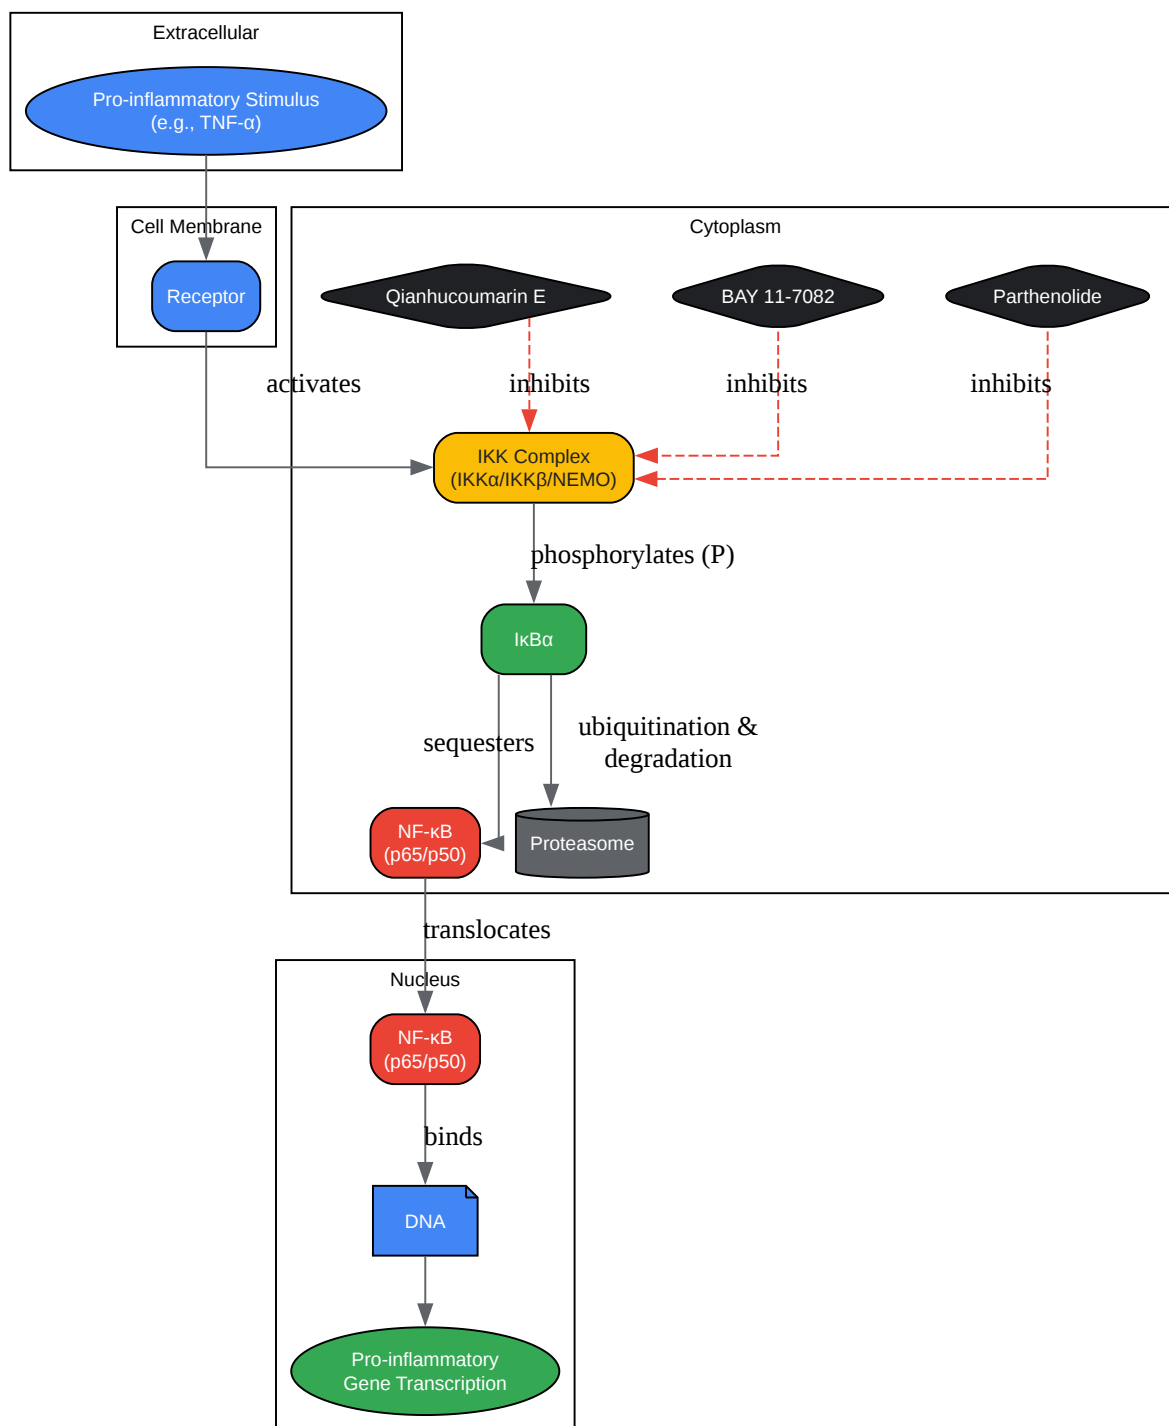 Extracellular
Pro-inflammatory Stimulus
(e.g., TNF-α)
Cell Membrane
Receptor
Cytoplasm
Qianhucoumarin E
BAY 11-7082
Parthenolide
activates
inhibits
inhibits
inhibits
IKK Complex
(IKKα/IKKβ/NEMO)
phosphorylates (P)
IκBα
sequesters
ubiquitination &
degradation
NF-κB
(p65/p50)
Proteasome
translocates
Nucleus
NF-κB
(p65/p50)
binds
DNA
Pro-inflammatory
Gene Transcription